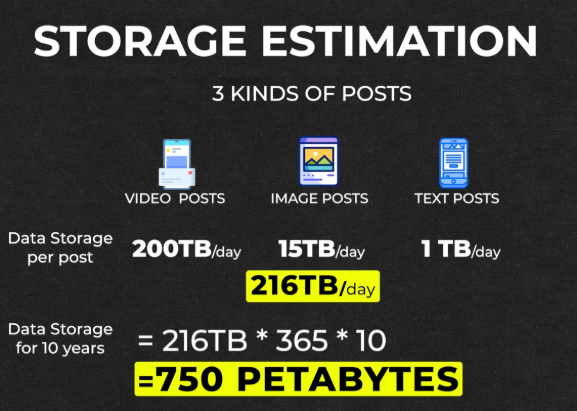 STORAGE ESTIMATION
3 KINDS OF POSTS
VIDEO POSTS
IMAGE POSTS
TEXT POSTS
Data Storage
per post
200TB/day
15TB/day
1 TB/day
216TB/day
Data Storage
for 10 years
= 216TB * 365 * 10
=750 PETABYTES